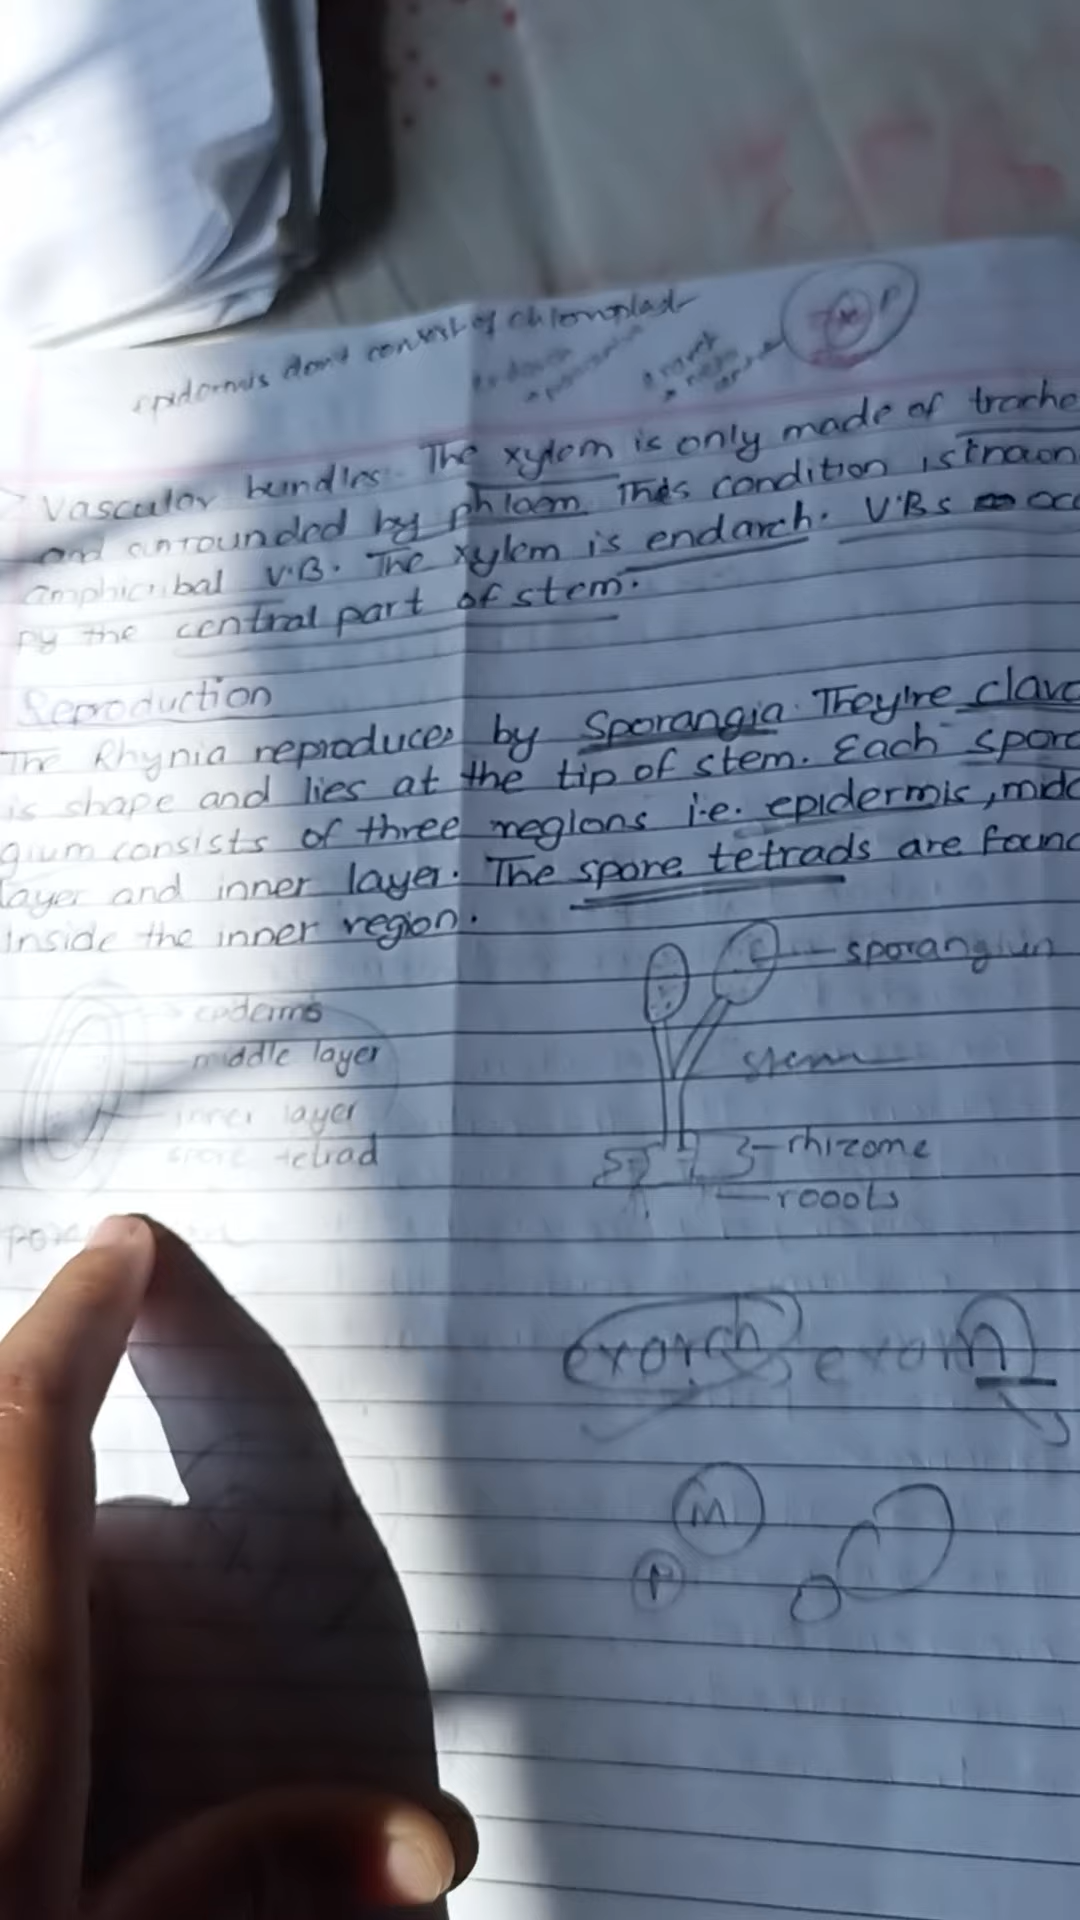 epidermis dont consist of chloroplast
M P
Vascular bundles. The xylem is only made of trache
and surrounded by phloem. This condition is
amphicribal V.B. The xylem is endarch. V.Bs occ
by the central part of stem.
Reproduction
The Rhynia reproduces by Sporangia. They're clava
is shape and lies at the tip of stem. Each spora
gium consists of three regions i.e. epidermis, midd
layer and inner layer. The spore tetrads are found
inside the inner region.
sporangiun
epdermis
middle layer
stem
inner layer
spore tetrad
rhizome
rooots
exarch
M
P